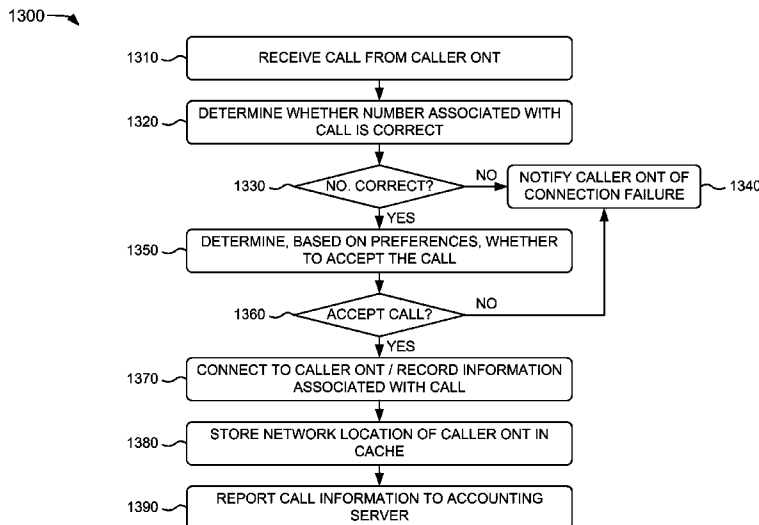 1300
1310
RECEIVE CALL FROM CALLER ONT
1320
DETERMINE WHETHER NUMBER ASSOCIATED WITH
CALL IS CORRECT
1330
NO. CORRECT?
NO
NOTIFY CALLER ONT OF
CONNECTION FAILURE
1340
YES
1350
DETERMINE, BASED ON PREFERENCES, WHETHER
TO ACCEPT THE CALL
1360
ACCEPT CALL?
NO
YES
1370
CONNECT TO CALLER ONT / RECORD INFORMATION
ASSOCIATED WITH CALL
1380
STORE NETWORK LOCATION OF CALLER ONT IN
CACHE
1390
REPORT CALL INFORMATION TO ACCOUNTING
SERVER